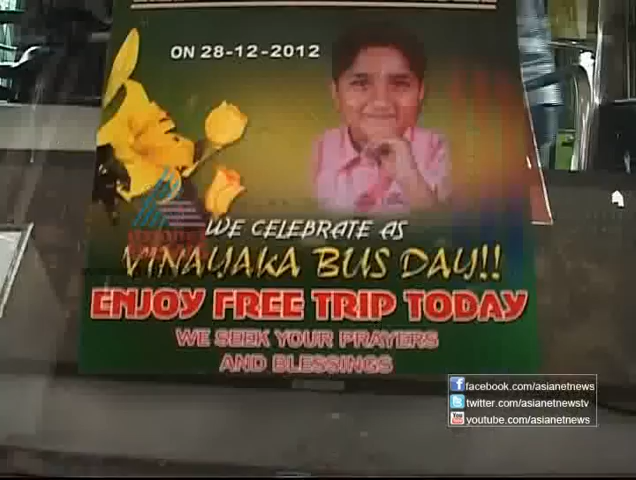 ON 28-12-2012
WE CELEBRATE AS
VINAYAKA BUS DAY!!
ENJOY FREE TRIP TODAY
WE SEEK YOUR PRAYERS
AND BLESSINGS
facebook.com/asianetnews
twitter.com/asianetnewstv
youtube.com/asianetnews